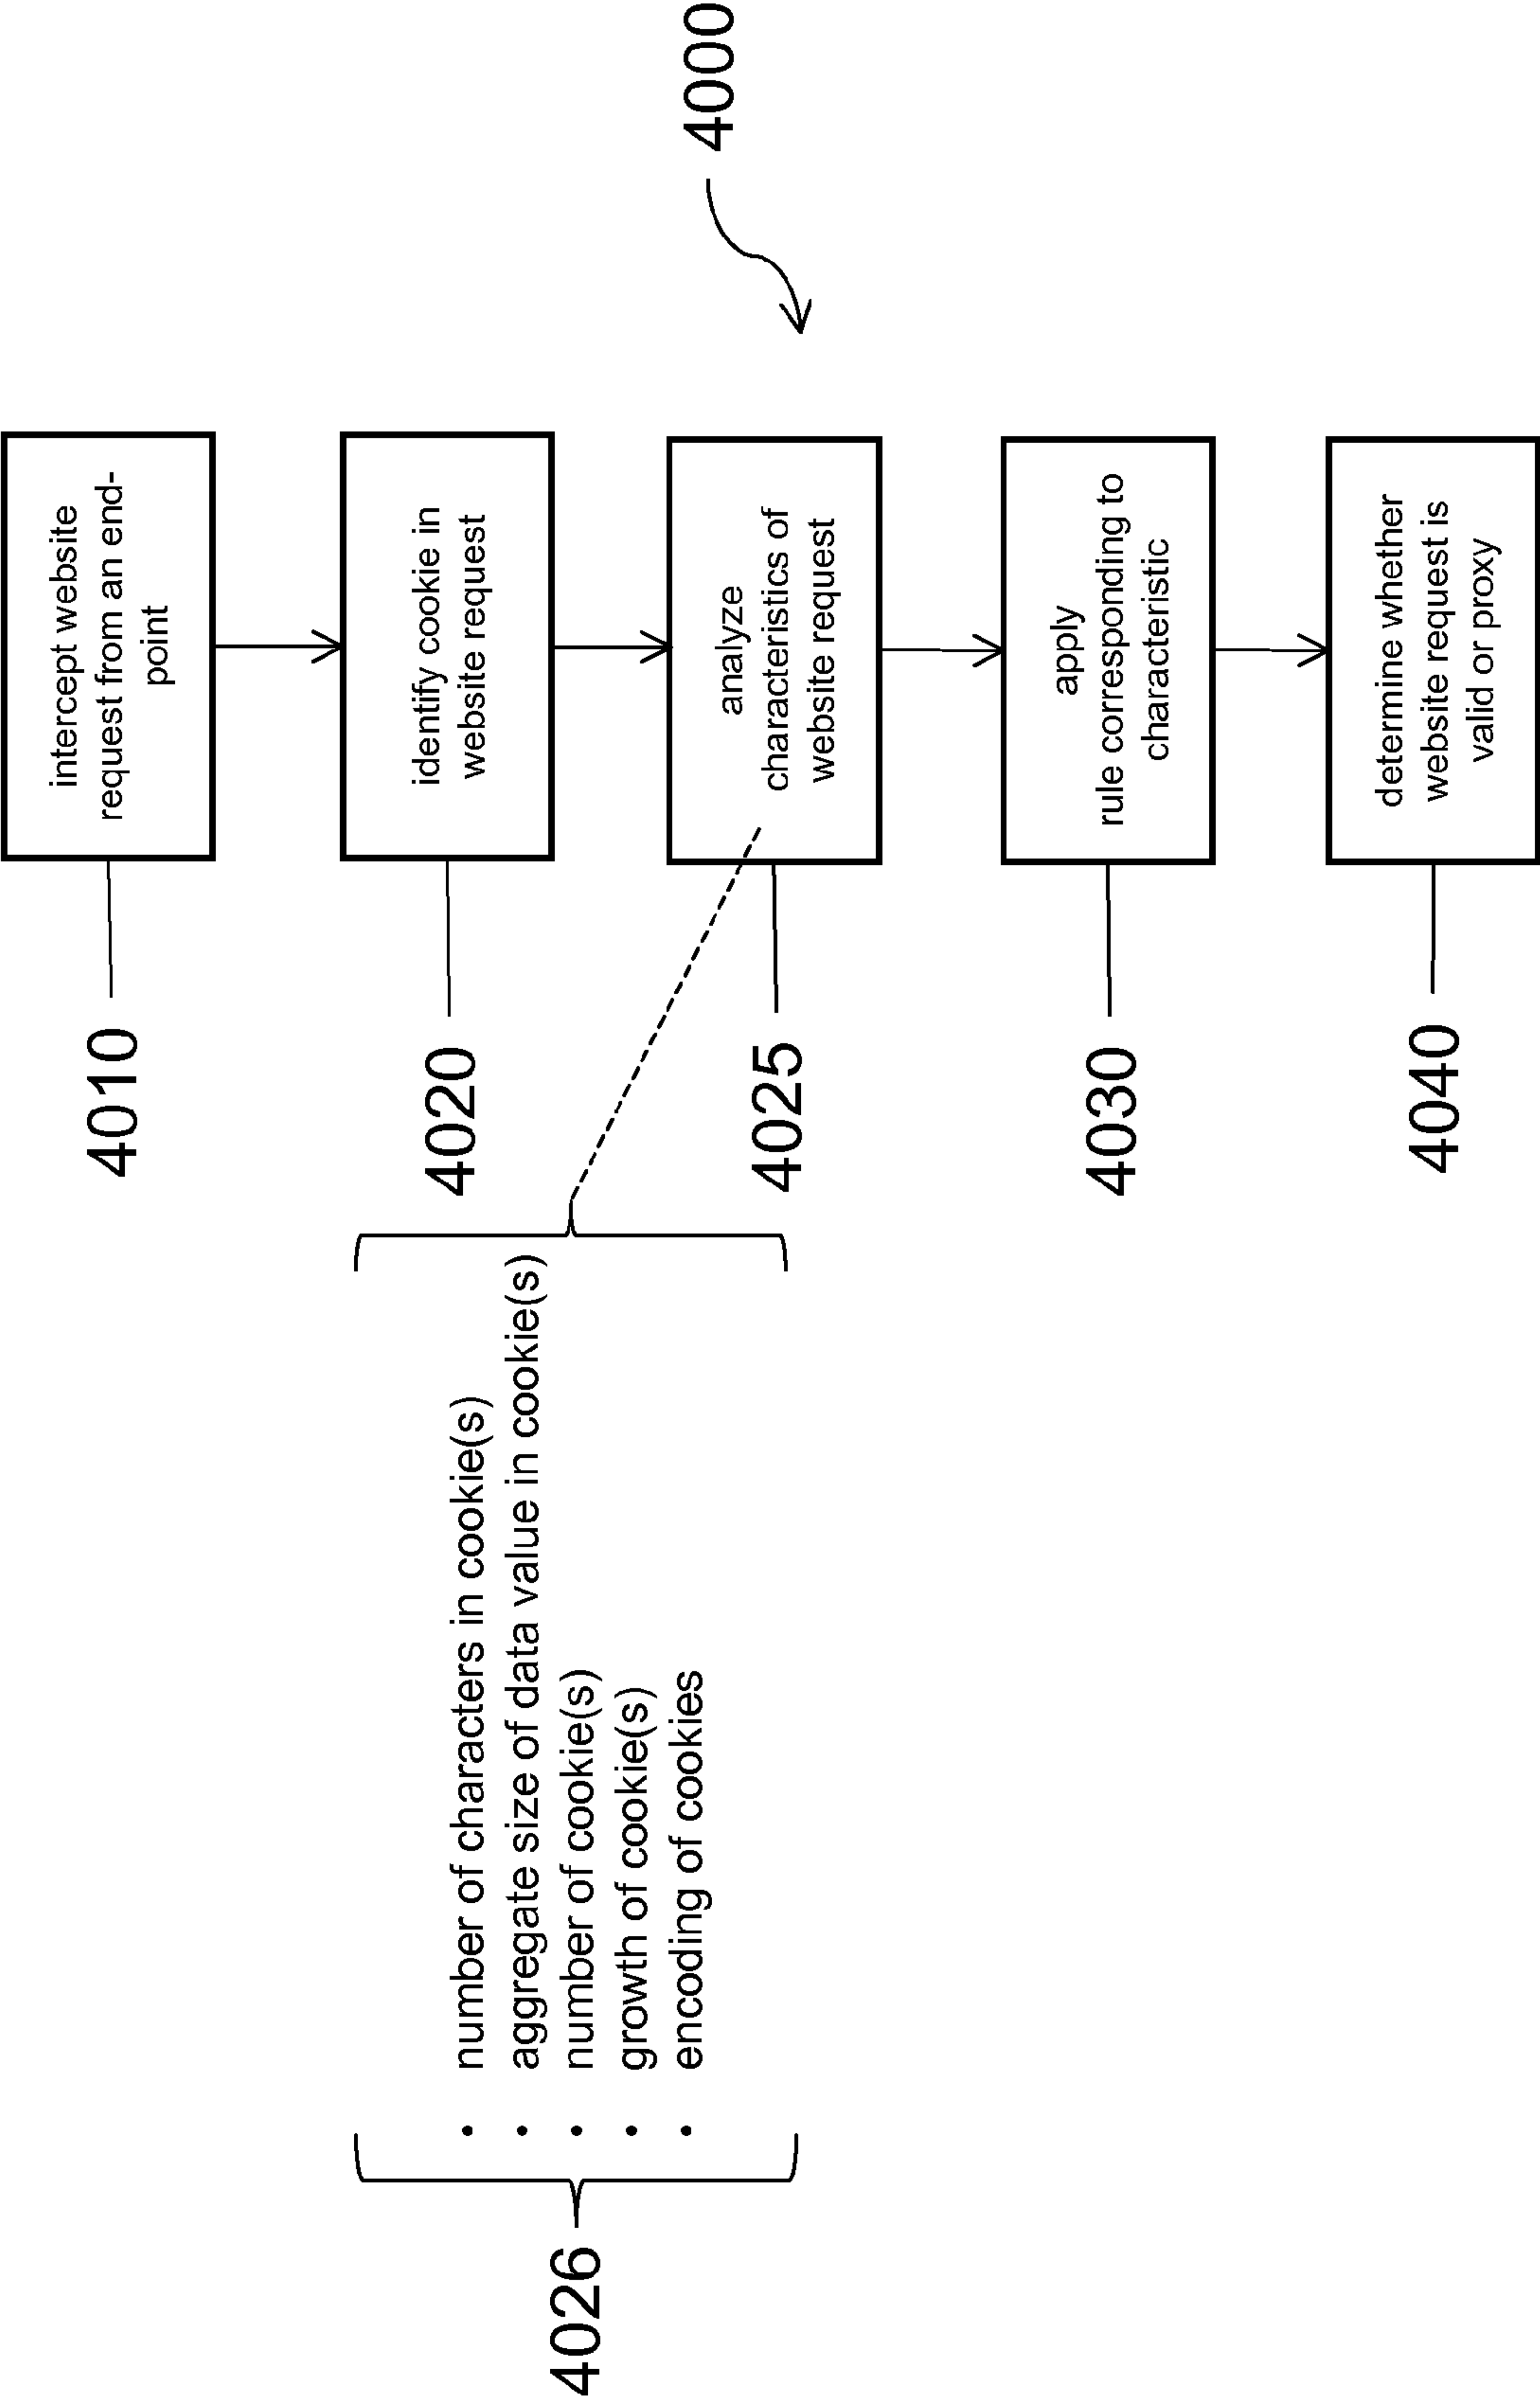 4000
intercept website
request from an end-
point
4010
identify cookie in
website request
4020
analyze
characteristics of
website request
4025
4026
• number of characters in cookie(s)
• aggregate size of data value in cookie(s)
• number of cookie(s)
• growth of cookie(s)
• encoding of cookies
apply
rule corresponding to
characteristic
4030
determine whether
website request is
valid or proxy
4040